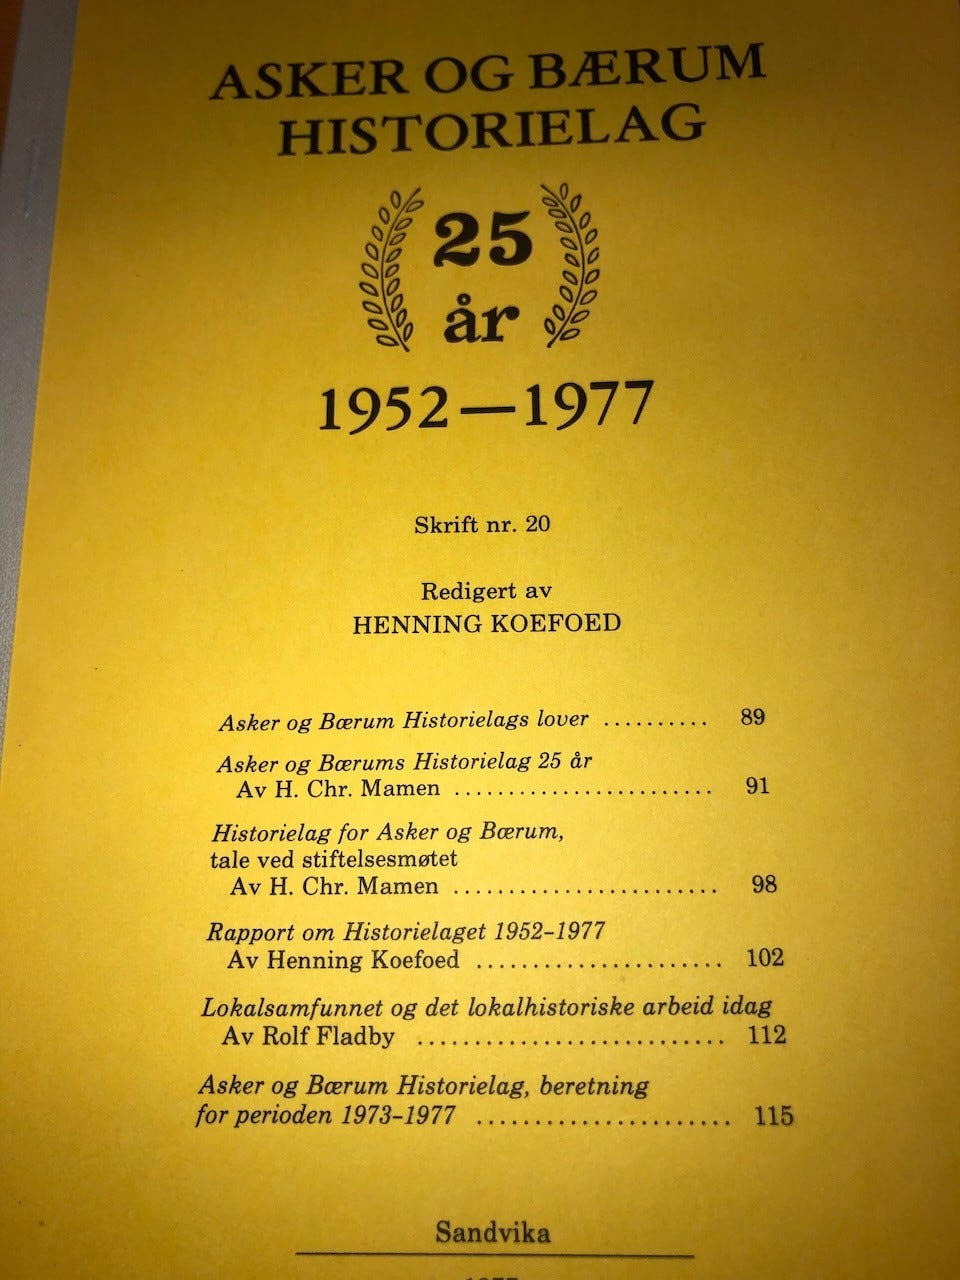 ASKER OG BÆRUM
HISTORIELAG
25
år
1952—1977
Skrift nr. 20
Redigert av
HENNING KOEFOED
Asker og Bærum Historielags lover .......... 89
Asker og Bærums Historielag 25 år
Av H. Chr. Mamen ........................ 91
Historielag for Asker og Bærum,
tale ved stiftelsesmøtet
Av H. Chr. Mamen ......................... 98
Rapport om Historielaget 1952-1977
Av Henning Koefoed ....................... 102
Lokalsamfunnet og det lokalhistoriske arbeid idag
Av Rolf Fladby ............................ 112
Asker og Bærum Historielag, beretning
for perioden 1973-1977 ....................... 115
Sandvika